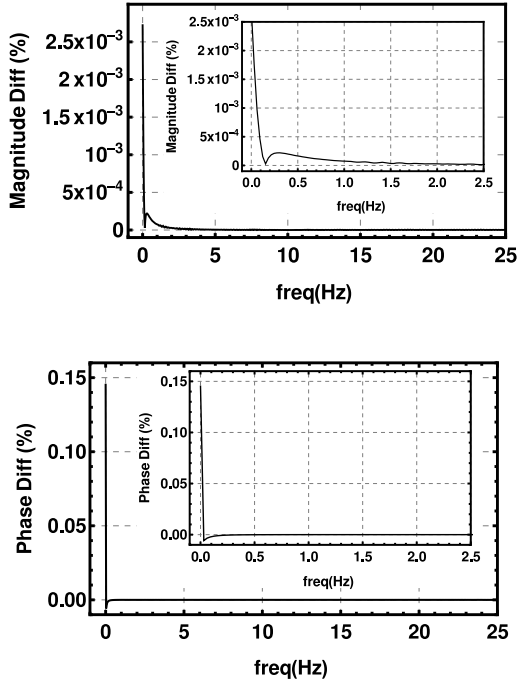 Magnitude Diff (%)
2.5x10⁻³
2x10⁻³
10⁻³
1x10⁻³
5x10⁻⁴
0
0 5 10 15 20 25
freq(Hz)
Magnitude Diff (%)
2.5x10⁻³
2x10⁻³
10⁻³
1x10⁻³
5x10⁻⁴
0
0.0 0.5 1.0 1.5 2.0 2.5
freq(Hz)
Phase Diff (%)
0.15
0.10
0.05
0.00
0 5 10 15 20 25
freq(Hz)
Phase Diff (%)
0.15
0.10
0.05
0.00
0.0 0.5 1.0 1.5 2.0 2.5
freq(Hz)